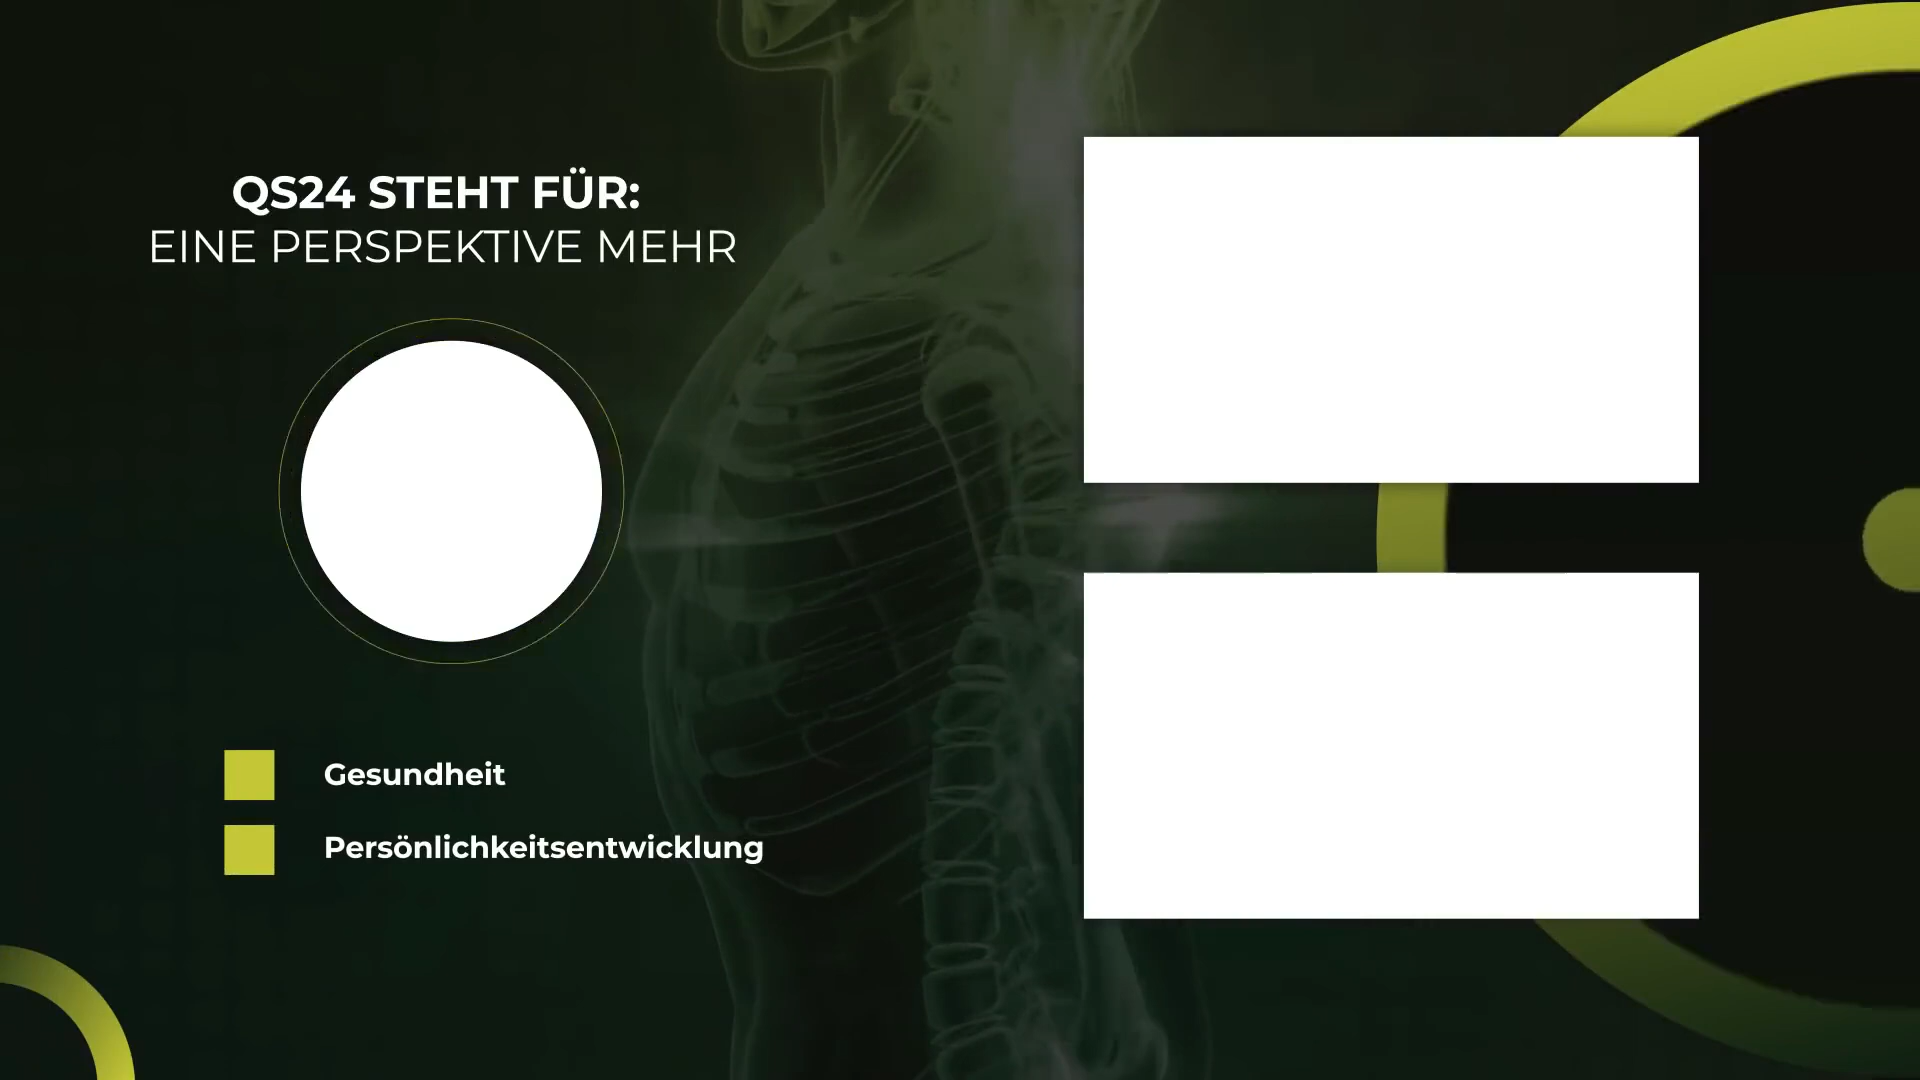 QS24 STEHT FÜR:
EINE PERSPEKTIVE MEHR
Gesundheit
Persönlichkeitsentwicklung